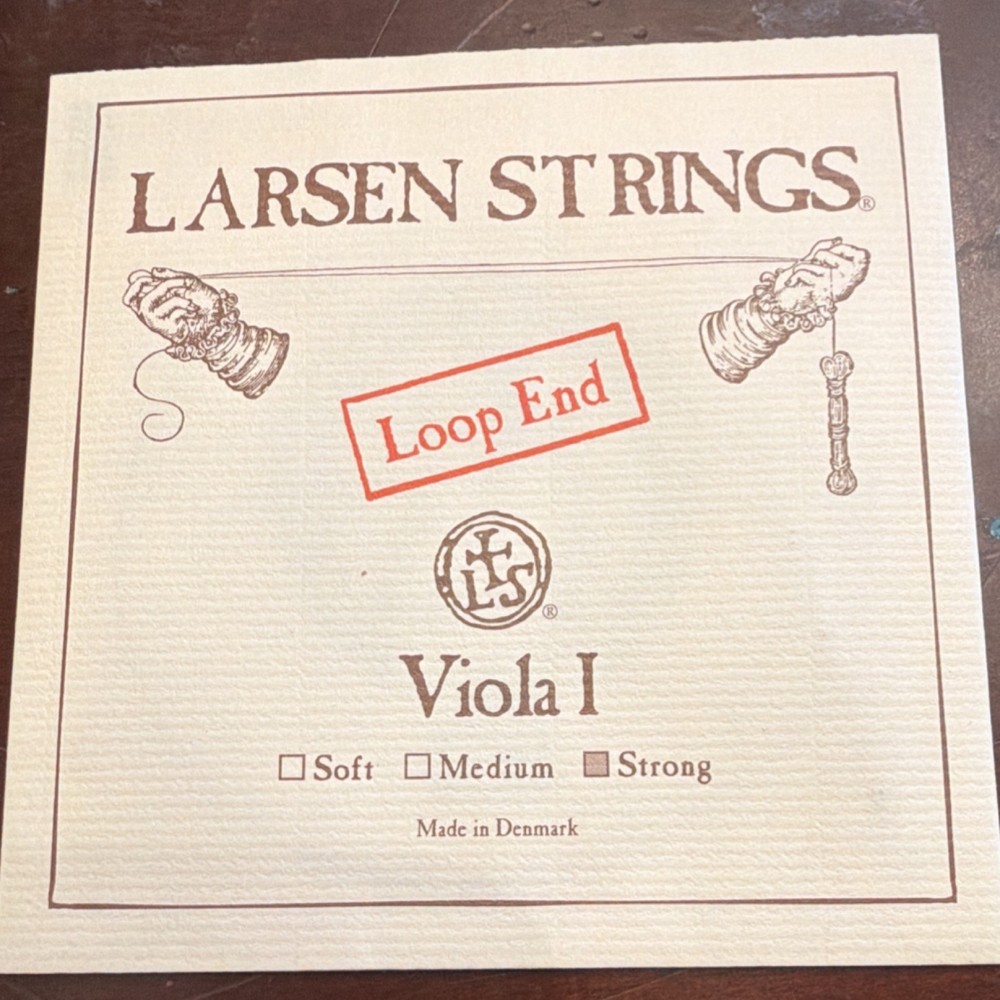 LARSEN STRINGS®
Loop End
L
LS®
Viola I
☐ Soft ☐ Medium ■ Strong
Made in Denmark